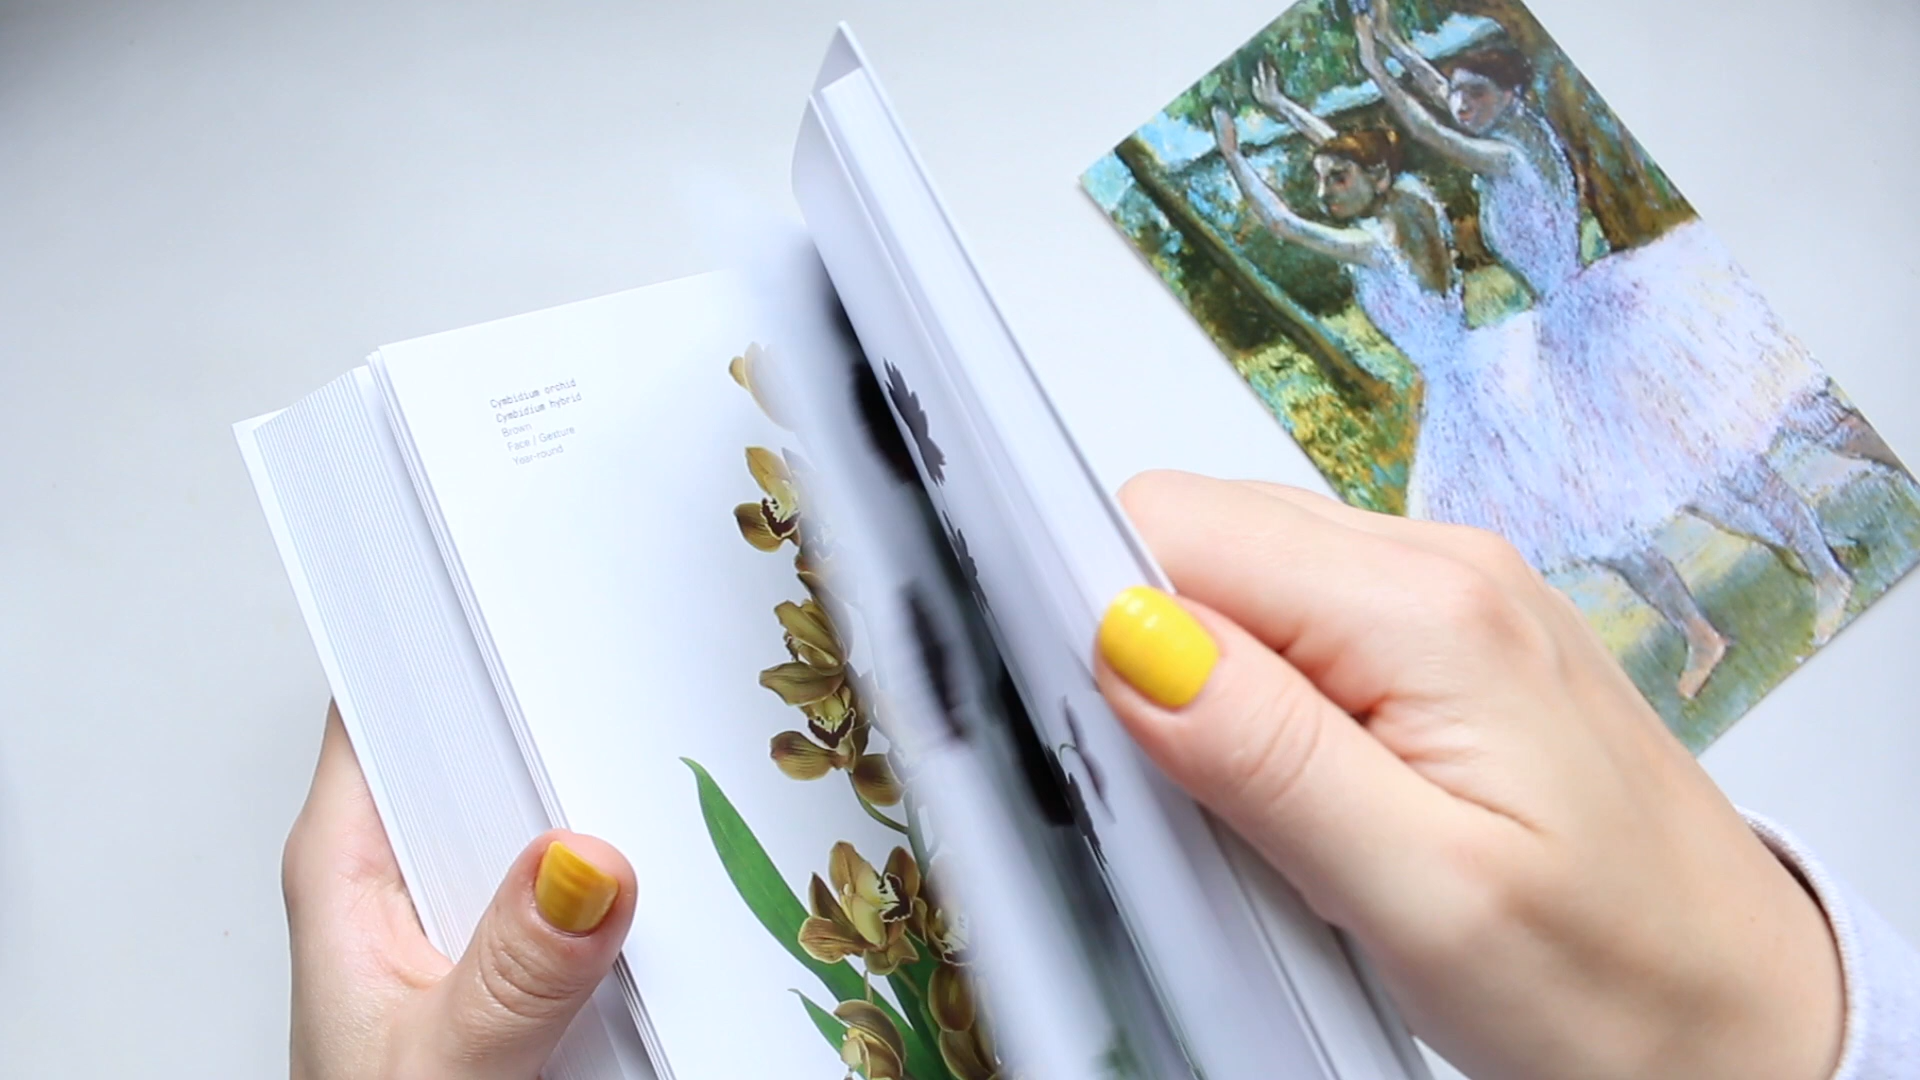 Cymbidium orchid
Cymbidium hybrid
Brown
Face / Gesture
Year-round